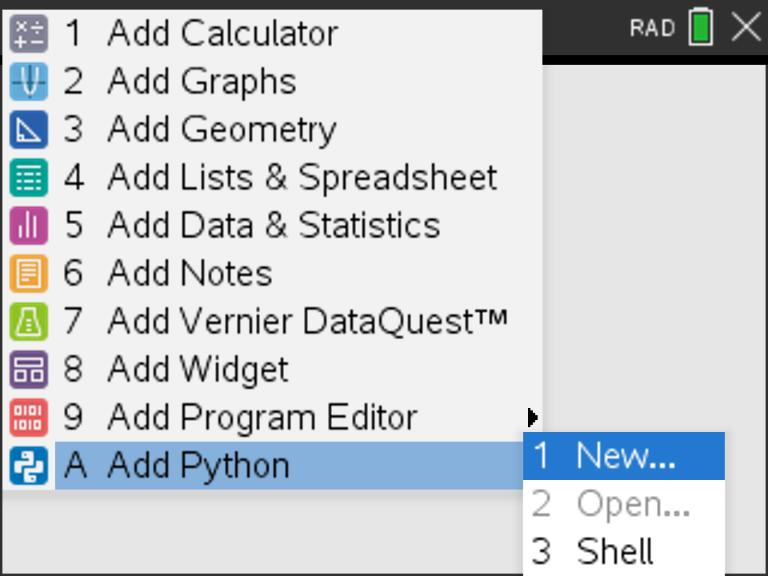 RAD
1 Add Calculator
2 Add Graphs
3 Add Geometry
4 Add Lists & Spreadsheet
5 Add Data & Statistics
6 Add Notes
7 Add Vernier DataQuest™
8 Add Widget
0101
1010
9 Add Program Editor
A Add Python
1 New...
2 Open...
3 Shell